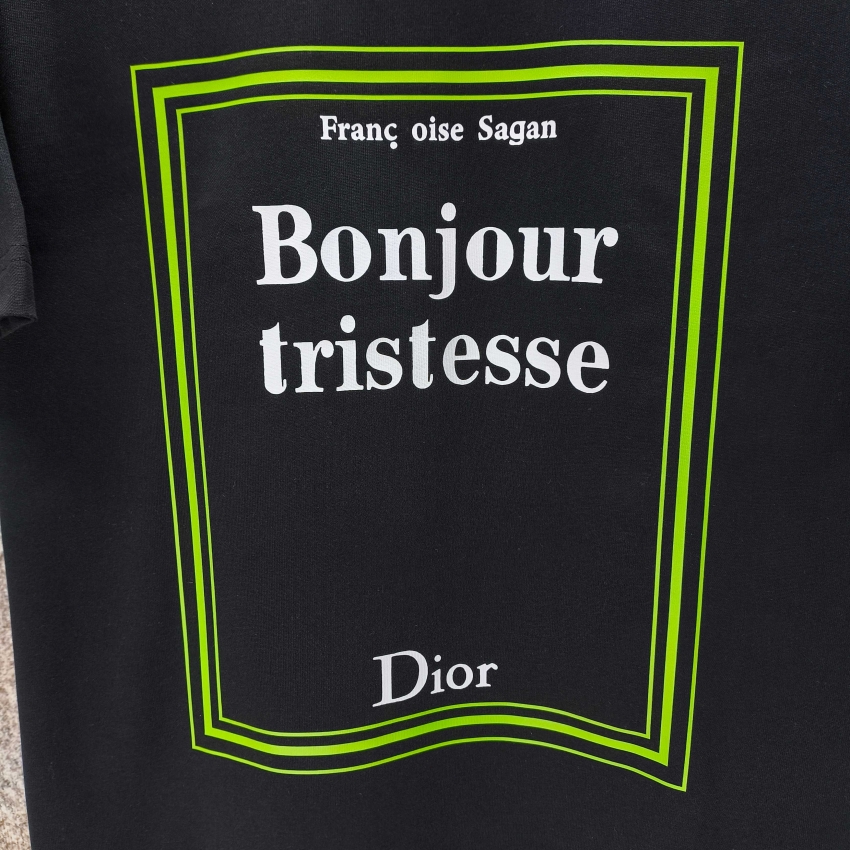 Franç oise Sagan
Bonjour
tristesse
Dior